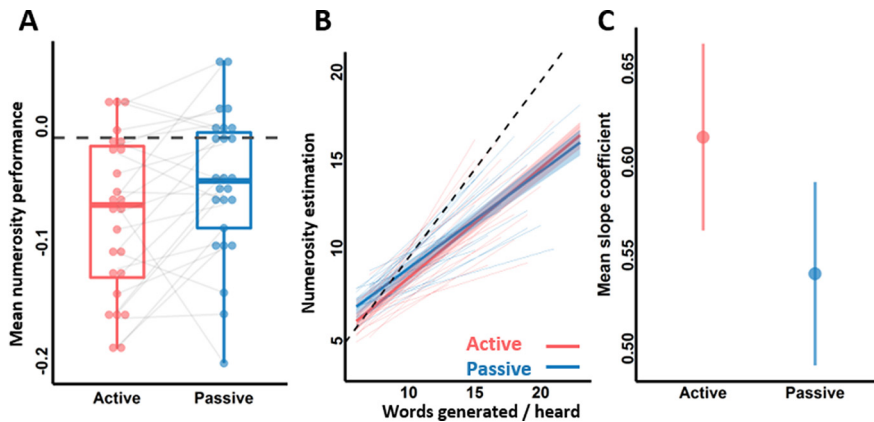 A
Mean numerosity performance
0.0
-0.1
-0.2
Active
Passive
B
Numerosity estimation
20
15
10
5
Active
Passive
10
15
20
Words generated / heard
C
Mean slope coefficient
0.65
0.60
0.55
0.50
Active
Passive